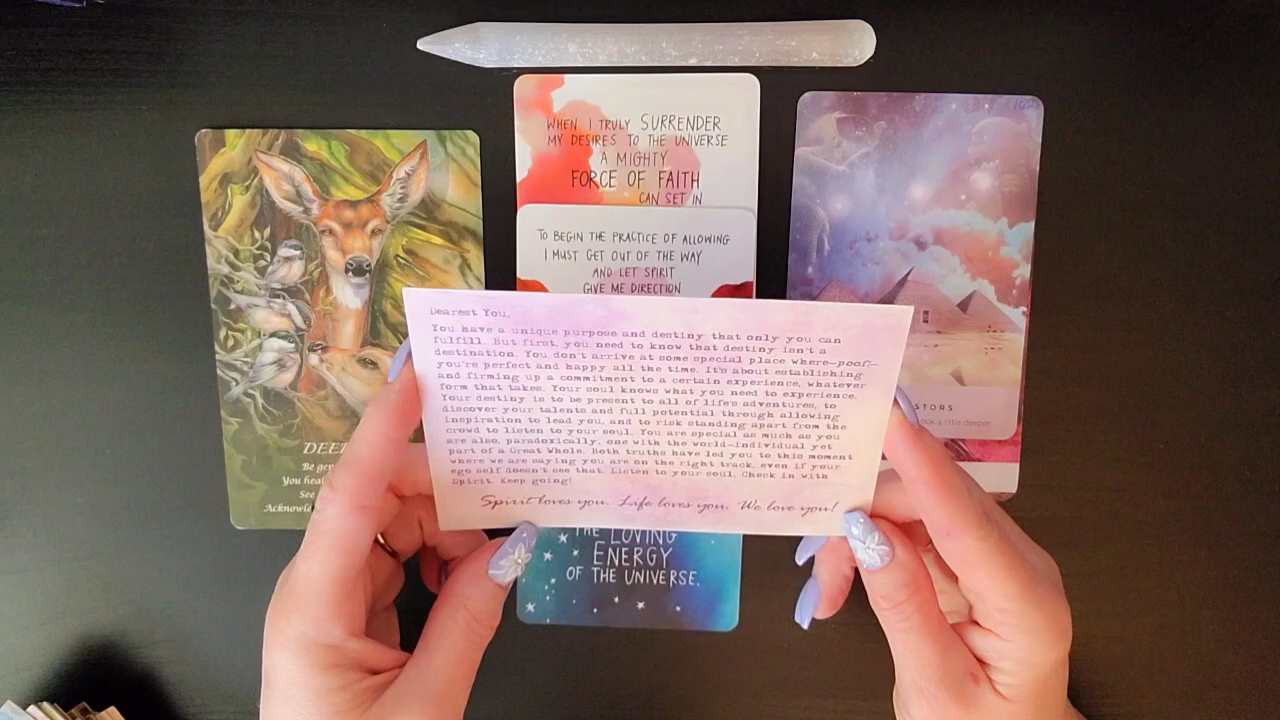 WHEN I TRULY SURRENDER
MY DESIRES TO THE UNIVERSE
A MIGHTY
FORCE OF FAITH
CAN SET IN
TO BEGIN THE PRACTICE OF ALLOWING
I MUST GET OUT OF THE WAY
AND LET SPIRIT
GIVE ME DIRECTION
Dearest You,
You have a unique purpose and destiny that only you can
fulfill. But first, you need to know that destiny isn't a
destination. You don't arrive at some special place where—poof!—
you're perfect and happy all the time. It's about establishing
and firming up a commitment to a certain experience, whatever
form that takes. Your soul knows what you need to experience.
Your destiny is to be present to all of life's adventures, to
discover your talents and full potential through allowing
inspiration to lead you, and to risk standing apart from the
crowd to listen to your soul. You are special as much as you
are also, paradoxically, one with the world—individual yet
part of a Great Whole. Both truths have led you to this moment
where we are saying you are on the right track, even if your
ego self doesn't see that. Listen to your soul. Check in with
Spirit. Keep going!
Spirit loves you. Life loves you. We love you!
THE LOVING
ENERGY
OF THE UNIVERSE.
DEE
Be ge
You heal
See
Acknowle
STORS
ook a little deeper